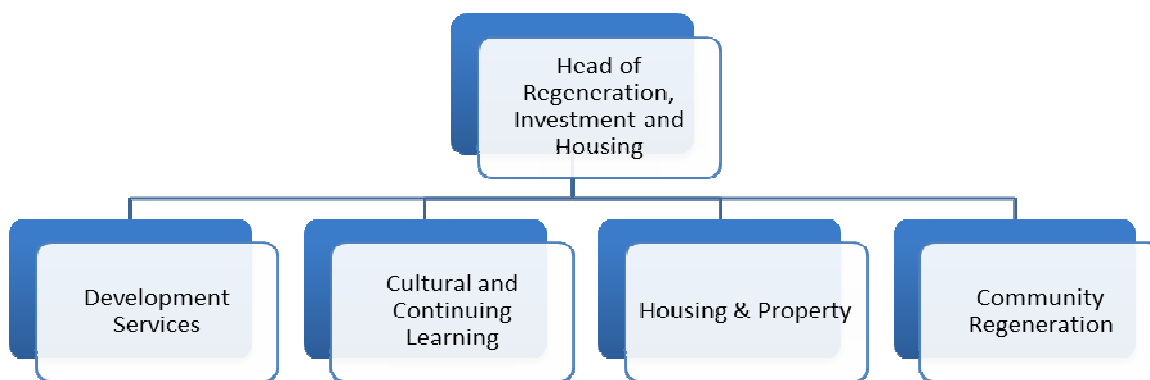 Head of
Regeneration,
Investment and
Housing
Development
Services
Cultural and
Continuing
Learning
Housing & Property
Community
Regeneration